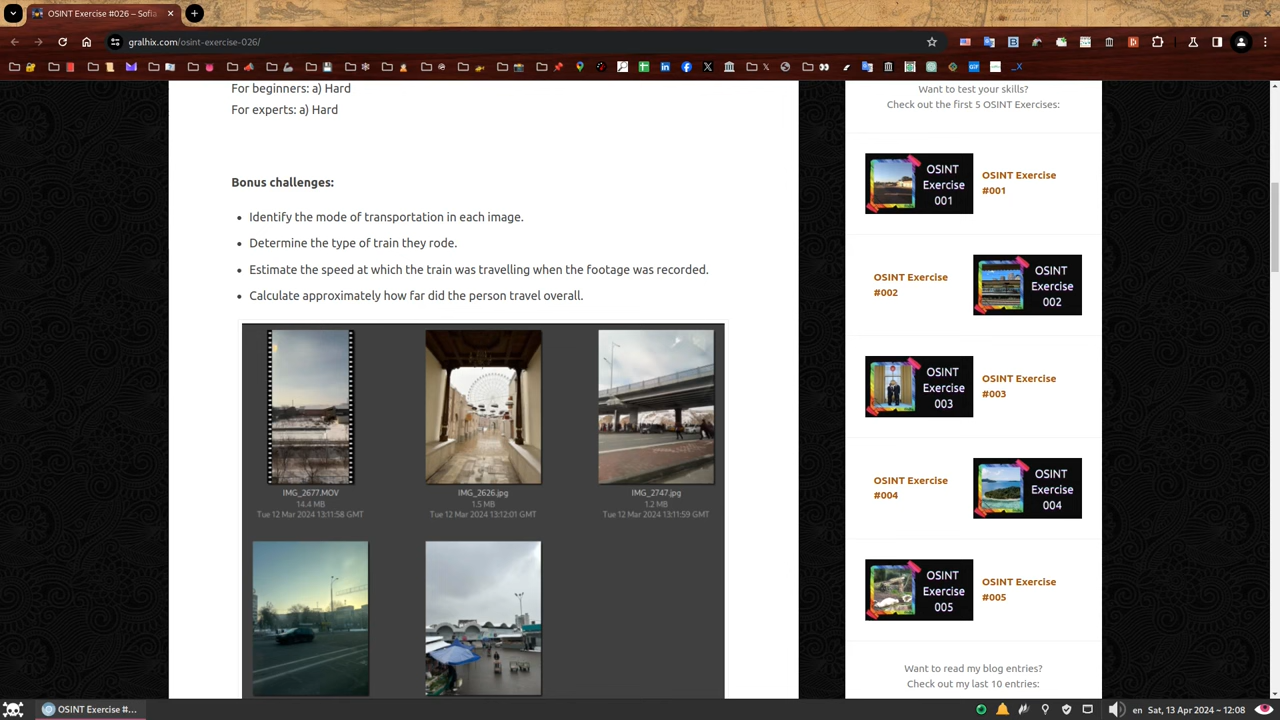 OSINT Exercise #026 – Sofia
gralhix.com/osint-exercise-026/
For beginners: a) Hard
For experts: a) Hard
Bonus challenges:
Identify the mode of transportation in each image.
Determine the type of train they rode.
Estimate the speed at which the train was travelling when the footage was recorded.
Calculate approximately how far did the person travel overall.
IMG_2677.MOV
14.4 MB
Tue 12 Mar 2024 13:11:58 GMT
IMG_2626.jpg
1.5 MB
Tue 12 Mar 2024 13:12:01 GMT
IMG_2747.jpg
1.2 MB
Tue 12 Mar 2024 13:11:59 GMT
Want to test your skills?
Check out the first 5 OSINT Exercises:
OSINT
Exercise
001
OSINT Exercise
#001
OSINT Exercise
#002
OSINT
Exercise
002
OSINT
Exercise
003
OSINT Exercise
#003
OSINT Exercise
#004
OSINT
Exercise
004
OSINT
Exercise
005
OSINT Exercise
#005
Want to read my blog entries?
Check out my last 10 entries:
OSINT Exercise #...
en Sat, 13 Apr 2024 ~ 12:08